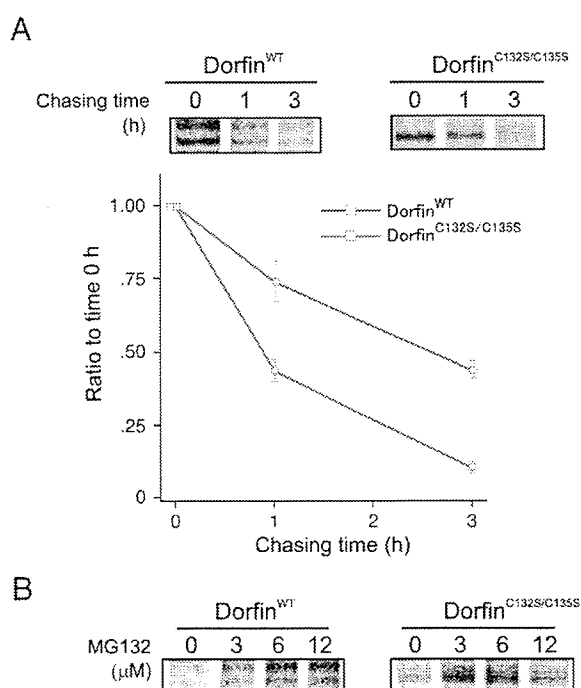 A
Dorfin^WT Dorfin^C132S/C135S
Chasing time (h) 0 1 3 0 1 3
Dorfin^WT
Dorfin^C132S/C135S
Ratio to time 0 h
1.00
.75
.50
.25
0
0 1 2 3
Chasing time (h)
B
Dorfin^WT Dorfin^C132S/C135S
MG132 (μM) 0 3 6 12 0 3 6 12